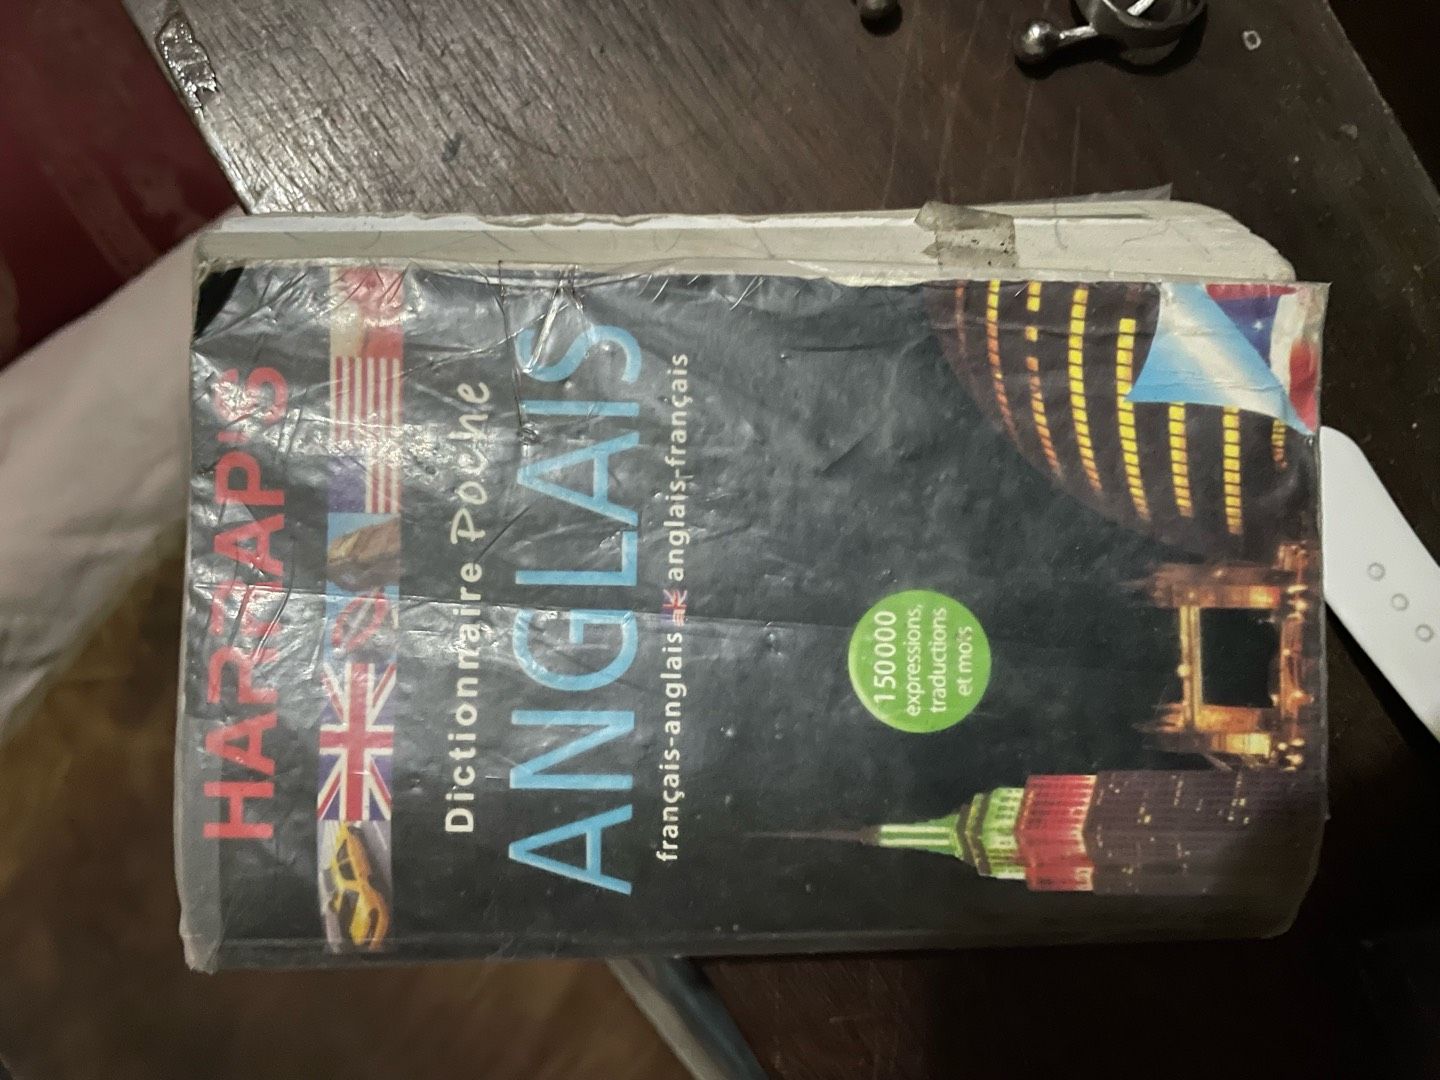 HARRAP'S
Dictionnaire Poche
ANGLAIS
français-anglais anglais-français
150000
expressions,
traductions
et mots